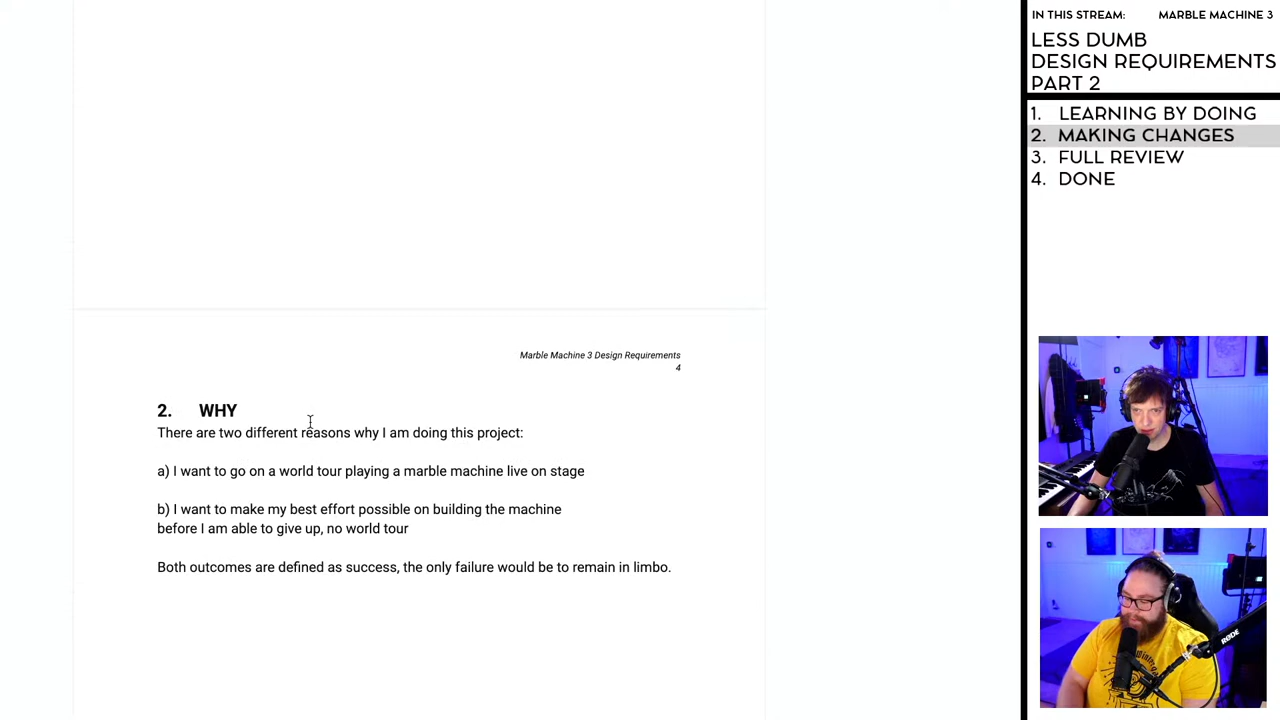 IN THIS STREAM: MARBLE MACHINE 3
LESS DUMB
DESIGN REQUIREMENTS
PART 2
1. LEARNING BY DOING
2. MAKING CHANGES
3. FULL REVIEW
4. DONE
Marble Machine 3 Design Requirements
4
2. WHY
There are two different reasons why I am doing this project:
a) I want to go on a world tour playing a marble machine live on stage
b) I want to make my best effort possible on building the machine
before I am able to give up, no world tour
Both outcomes are defined as success, the only failure would be to remain in limbo.
RØDE